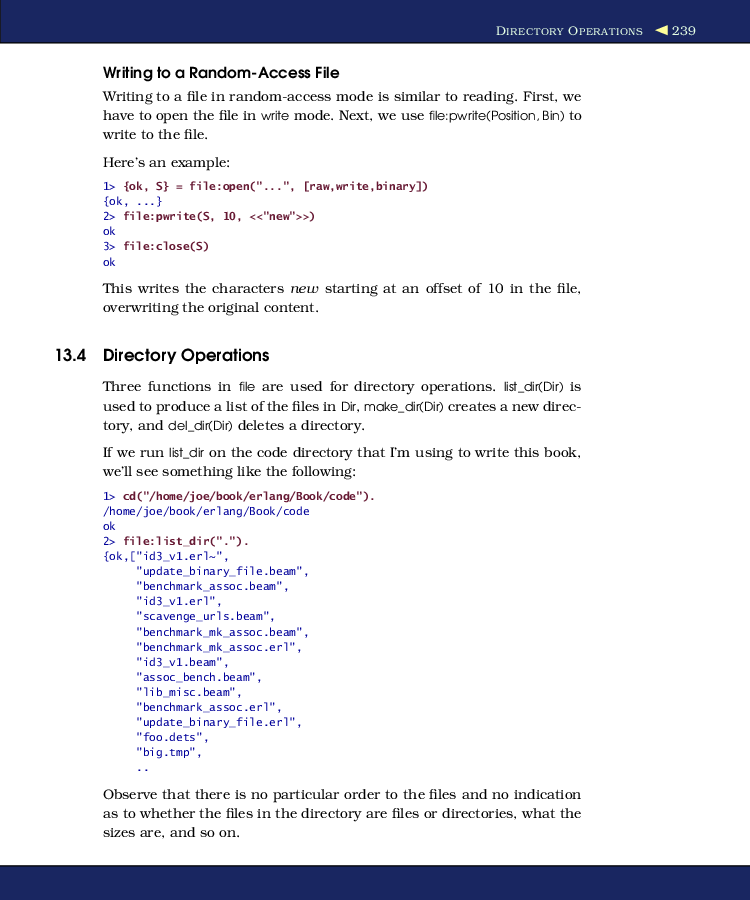 DIRECTORY OPERATIONS ◀ 239
Writing to a Random-Access File
Writing to a file in random-access mode is similar to reading. First, we
have to open the file in write mode. Next, we use file:pwrite(Position, Bin) to
write to the file.
Here's an example:
1> {ok, S} = file:open("...", [raw,write,binary])
{ok, ...}
2> file:pwrite(S, 10, <<"new">>)
ok
3> file:close(S)
ok
This writes the characters new starting at an offset of 10 in the file,
overwriting the original content.
13.4 Directory Operations
Three functions in file are used for directory operations. list_dir(Dir) is
used to produce a list of the files in Dir, make_dir(Dir) creates a new direc-
tory, and del_dir(Dir) deletes a directory.
If we run list_dir on the code directory that I'm using to write this book,
we'll see something like the following:
1> cd("/home/joe/book/erlang/Book/code").
/home/joe/book/erlang/Book/code
ok
2> file:list_dir(".").
{ok,["id3_v1.erl~",
"update_binary_file.beam",
"benchmark_assoc.beam",
"id3_v1.erl",
"scavenge_urls.beam",
"benchmark_mk_assoc.beam",
"benchmark_mk_assoc.erl",
"id3_v1.beam",
"assoc_bench.beam",
"lib_misc.beam",
"benchmark_assoc.erl",
"update_binary_file.erl",
"foo.dets",
"big.tmp",
..
Observe that there is no particular order to the files and no indication
as to whether the files in the directory are files or directories, what the
sizes are, and so on.